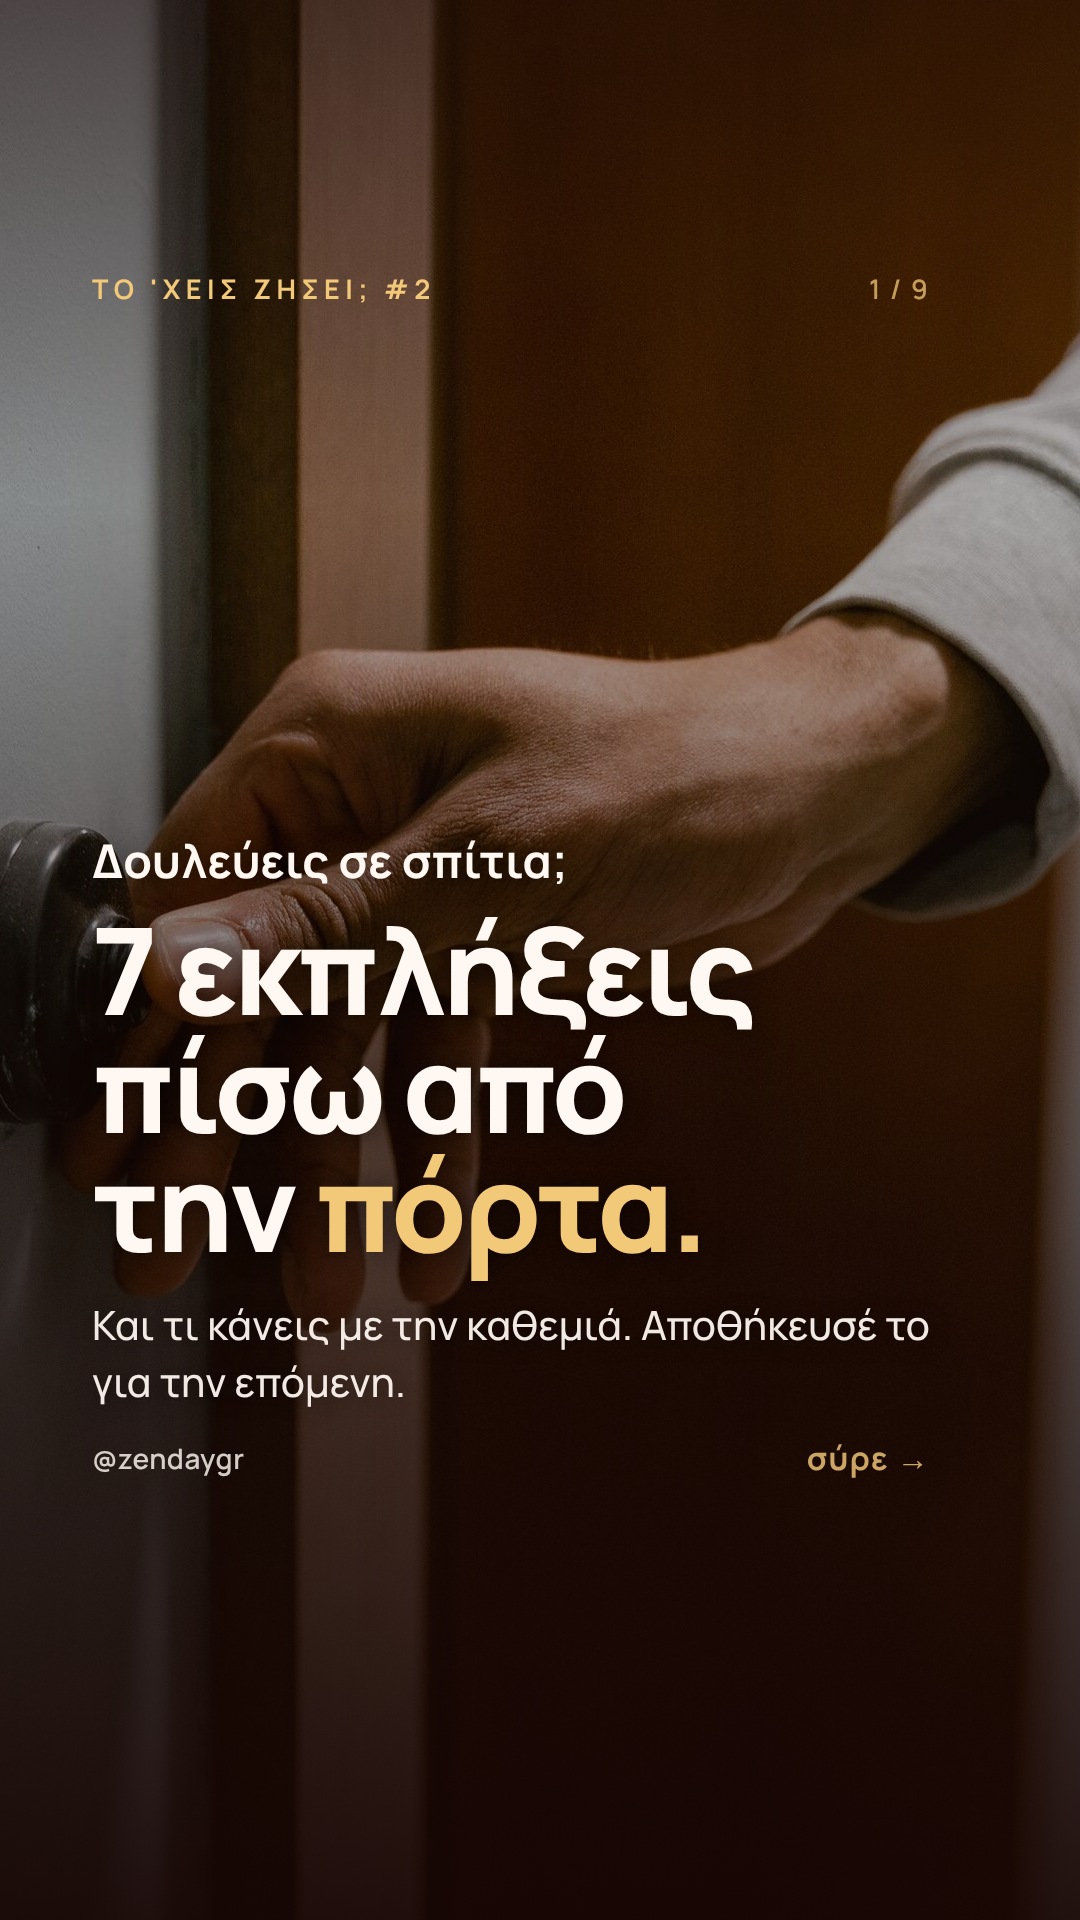 ΤΟ 'ΧΕΙΣ ΖΗΣΕΙ; #2
1 / 9
Δουλεύεις σε σπίτια;
7 εκπλήξεις
πίσω από
την πόρτα.
Και τι κάνεις με την καθεμιά. Αποθήκευσέ το
για την επόμενη.
@zendaygr
σύρε →